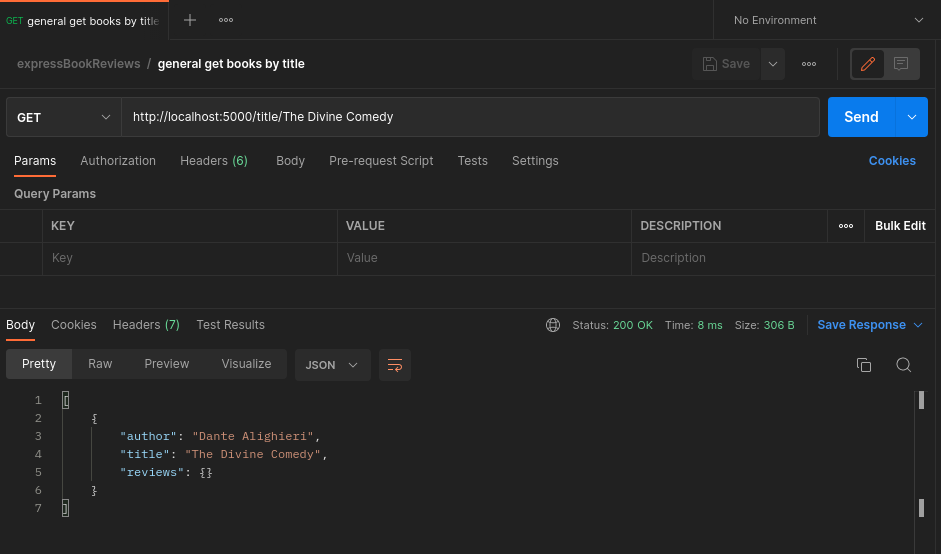 GET general get books by title
No Environment
expressBookReviews / general get books by title
Save
GET http://localhost:5000/title/The Divine Comedy Send
Params Authorization Headers (6) Body Pre-request Script Tests Settings Cookies
Query Params
KEY VALUE DESCRIPTION Bulk Edit
Key Value Description
Body Cookies Headers (7) Test Results Status: 200 OK Time: 8 ms Size: 306 B Save Response
Pretty Raw Preview Visualize JSON
1 [
2 {
3 "author": "Dante Alighieri",
4 "title": "The Divine Comedy",
5 "reviews": {}
6 }
7 ]